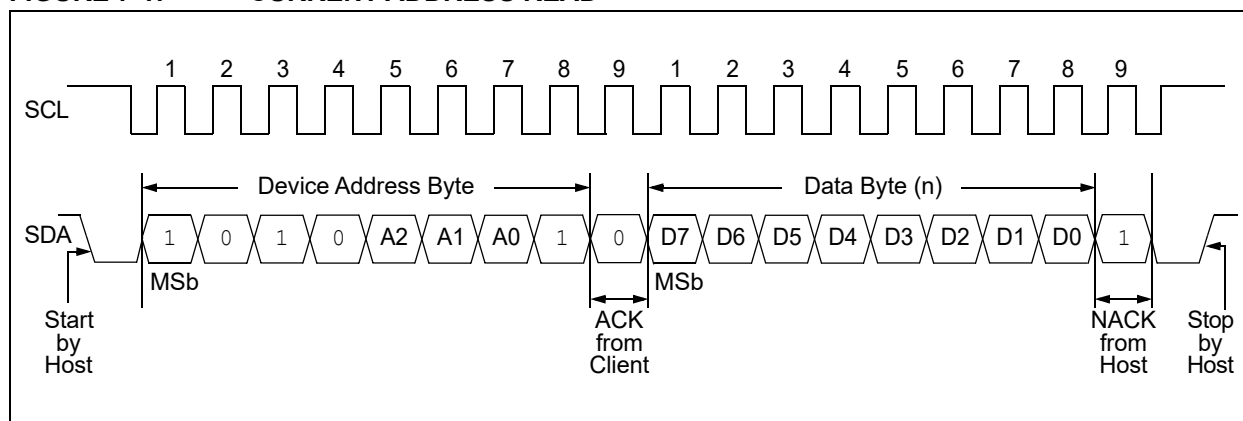 1 2 3 4 5 6 7 8 9 1 2 3 4 5 6 7 8 9
SCL
Device Address Byte Data Byte (n)
SDA 1 0 1 0 A2 A1 A0 1 0 D7 D6 D5 D4 D3 D2 D1 D0 1
MSb MSb
Start by Host
ACK from Client
NACK from Host
Stop by Host